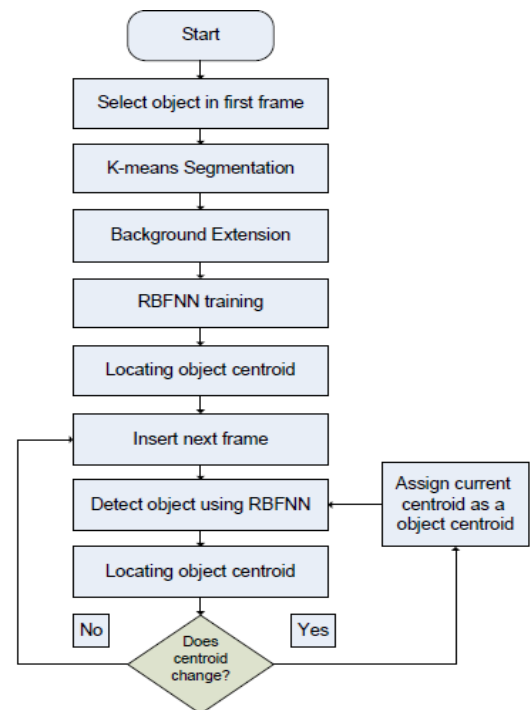 Start
Select object in first frame
K-means Segmentation
Background Extension
RBFNN training
Locating object centroid
Insert next frame
Detect object using RBFNN
Assign current
centroid as a
object centroid
Locating object centroid
No
Yes
Does
centroid
change?